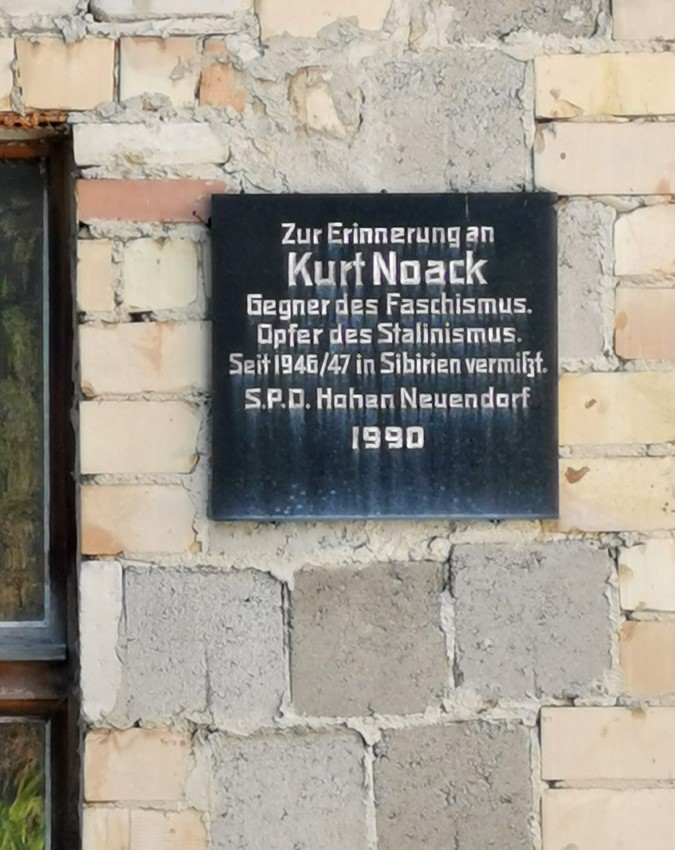 Zur Erinnerung an
Kurt Noack
Gegner des Faschismus.
Opfer des Stalinismus.
Seit 1946/47 in Sibirien vermißt.
S.P.D. Hohen Neuendorf
1990